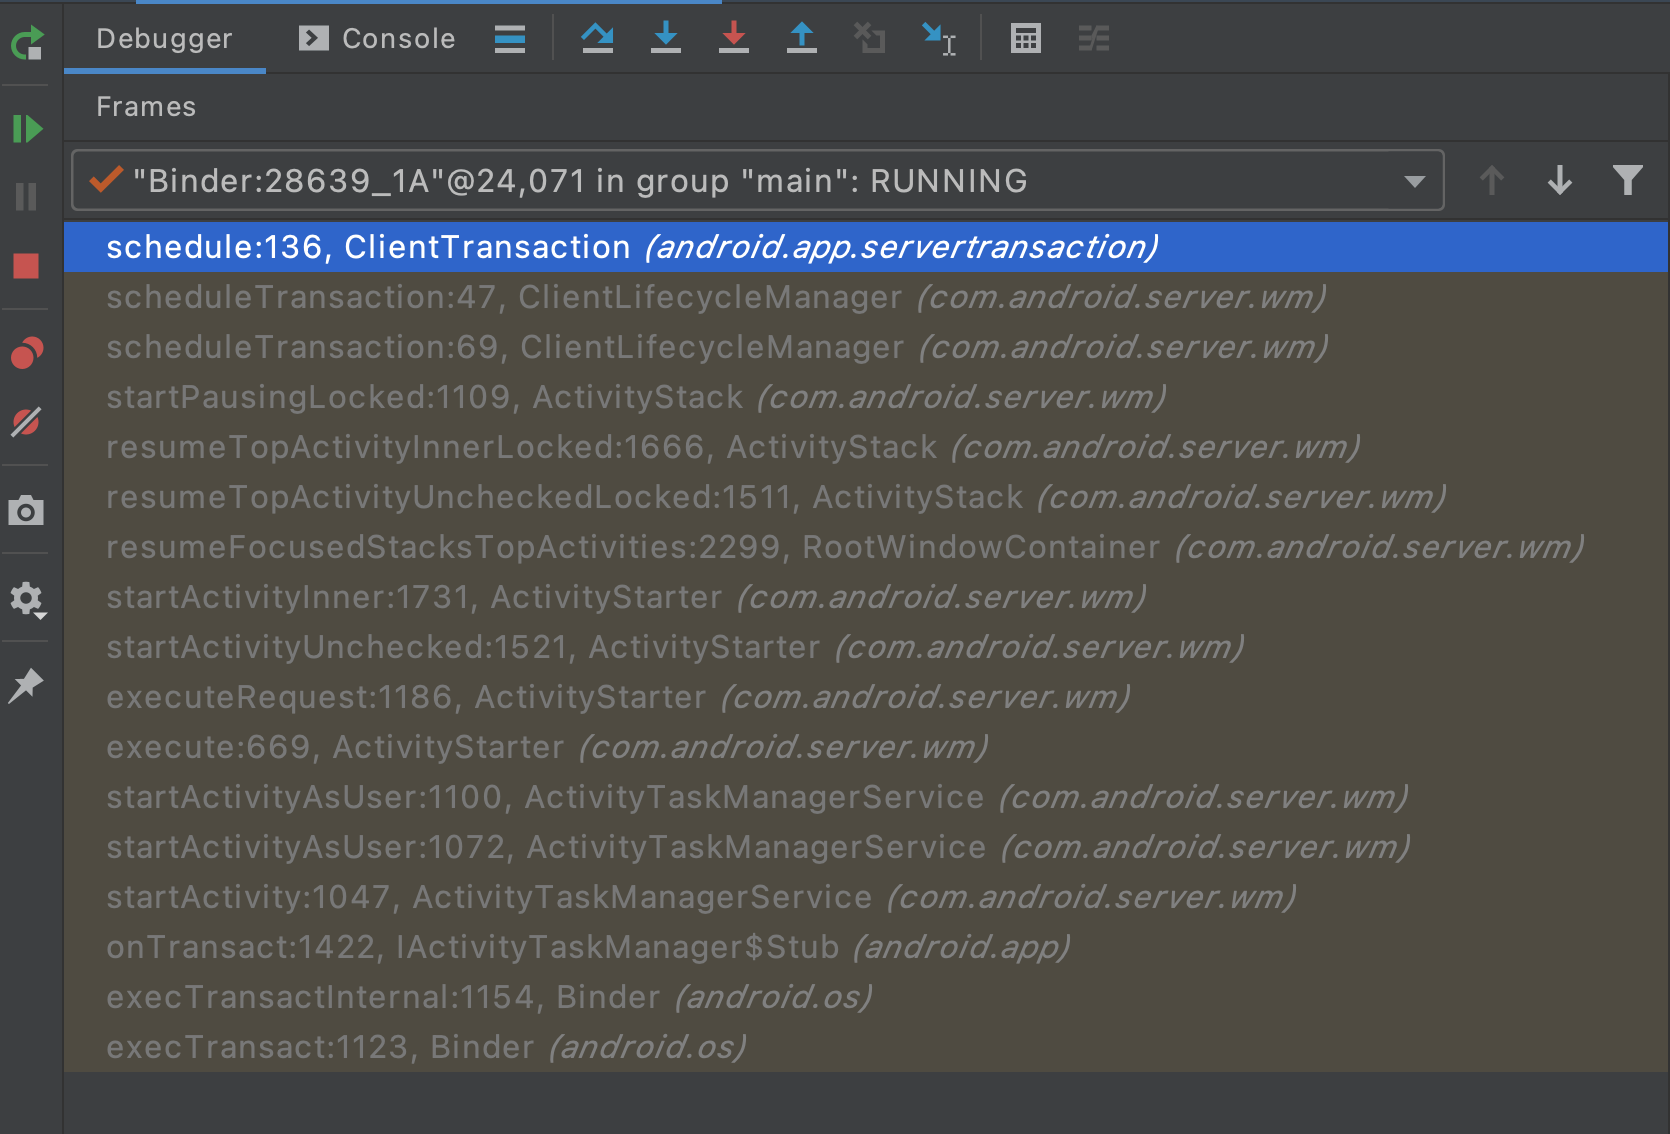 Debugger Console
Frames
"Binder:28639_1A"@24,071 in group "main": RUNNING
schedule:136, ClientTransaction (android.app.servertransaction)
scheduleTransaction:47, ClientLifecycleManager (com.android.server.wm)
scheduleTransaction:69, ClientLifecycleManager (com.android.server.wm)
startPausingLocked:1109, ActivityStack (com.android.server.wm)
resumeTopActivityInnerLocked:1666, ActivityStack (com.android.server.wm)
resumeTopActivityUncheckedLocked:1511, ActivityStack (com.android.server.wm)
resumeFocusedStacksTopActivities:2299, RootWindowContainer (com.android.server.wm)
startActivityInner:1731, ActivityStarter (com.android.server.wm)
startActivityUnchecked:1521, ActivityStarter (com.android.server.wm)
executeRequest:1186, ActivityStarter (com.android.server.wm)
execute:669, ActivityStarter (com.android.server.wm)
startActivityAsUser:1100, ActivityTaskManagerService (com.android.server.wm)
startActivityAsUser:1072, ActivityTaskManagerService (com.android.server.wm)
startActivity:1047, ActivityTaskManagerService (com.android.server.wm)
onTransact:1422, IActivityTaskManager$Stub (android.app)
execTransactInternal:1154, Binder (android.os)
execTransact:1123, Binder (android.os)